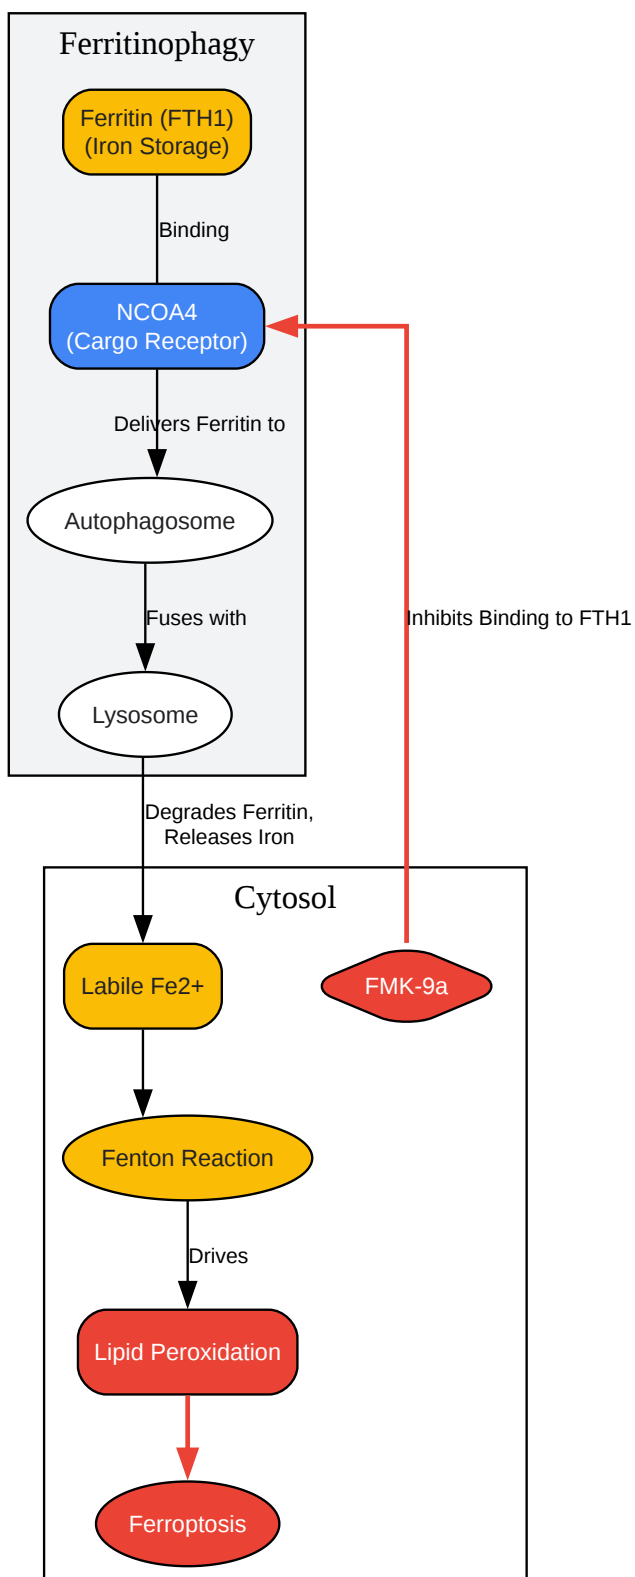 Ferritinophagy
Ferritin (FTH1)
(Iron Storage)
Binding
NCOA4
(Cargo Receptor)
Delivers Ferritin to
Autophagosome
Fuses with
Inhibits Binding to FTH1
Lysosome
Degrades Ferritin,
Releases Iron
Cytosol
Labile Fe2+
FMK-9a
Fenton Reaction
Drives
Lipid Peroxidation
Ferroptosis